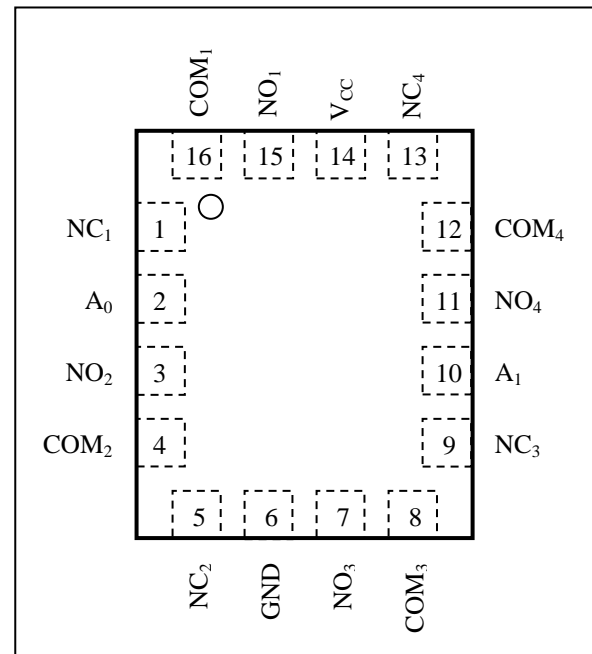 COM₁ NO₁ V_CC NC₄
16 15 14 13
NC₁ 1 12 COM₄
A₀ 2 11 NO₄
NO₂ 3 10 A₁
COM₂ 4 9 NC₃
5 6 7 8
NC₂ GND NO₃ COM₃